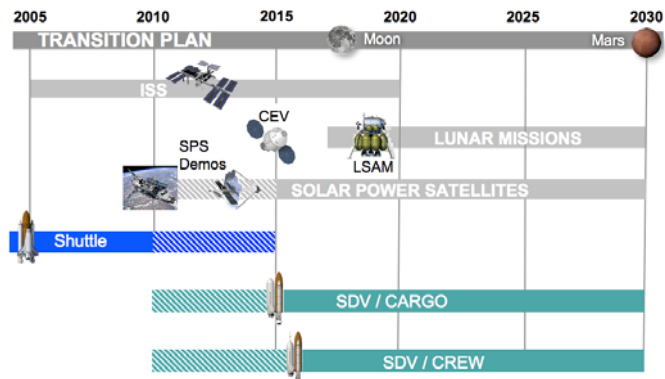 2005 2010 2015 2020 2025 2030
TRANSITION PLAN Moon Mars
ISS
CEV
LUNAR MISSIONS
SPS
Demos
LSAM
SOLAR POWER SATELLITES
Shuttle
SDV / CARGO
SDV / CREW